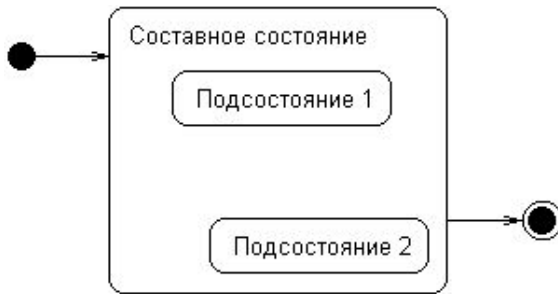 Составное состояние
Подсостояние 1
Подсостояние 2